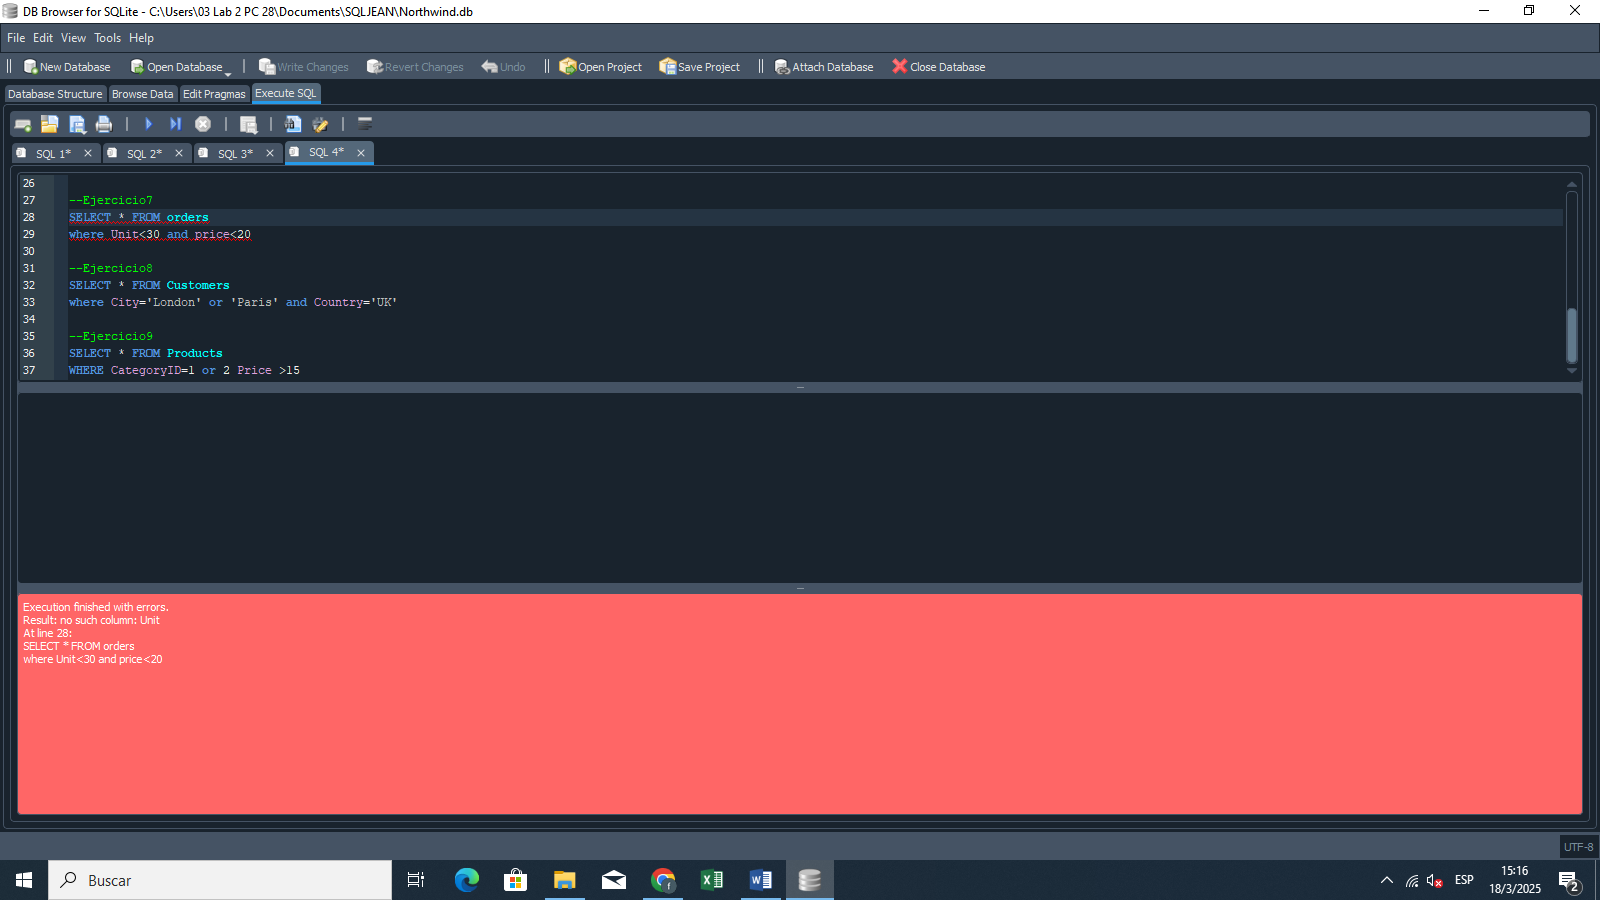 DB Browser for SQLite - C:\Users\03 Lab 2 PC 28\Documents\SQLJEAN\Northwind.db
File Edit View Tools Help
New Database Open Database Write Changes Revert Changes Undo Open Project Save Project Attach Database Close Database
Database Structure Browse Data Edit Pragmas Execute SQL
SQL 1* SQL 2* SQL 3* SQL 4*
26
27 --Ejercicio7
28 SELECT * FROM orders
29 where Unit<30 and price<20
30
31 --Ejercicio8
32 SELECT * FROM Customers
33 where City='London' or 'Paris' and Country='UK'
34
35 --Ejercicio9
36 SELECT * FROM Products
37 WHERE CategoryID=1 or 2 Price >15
Execution finished with errors.
Result: no such column: Unit
At line 28:
SELECT * FROM orders
where Unit<30 and price<20
UTF-8
Buscar
ESP
15:16
18/3/2025
2